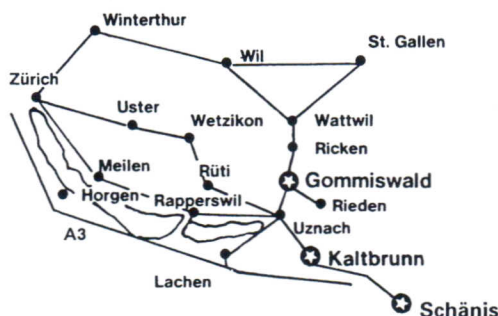 Winterthur
Wil
St. Gallen
Zürich
Uster
Wetzikon
Wattwil
Ricken
Meilen
Rüti
Gommiswald
Horgen
Rapperswil
Rieden
Uznach
A3
Kaltbrunn
Lachen
Schänis